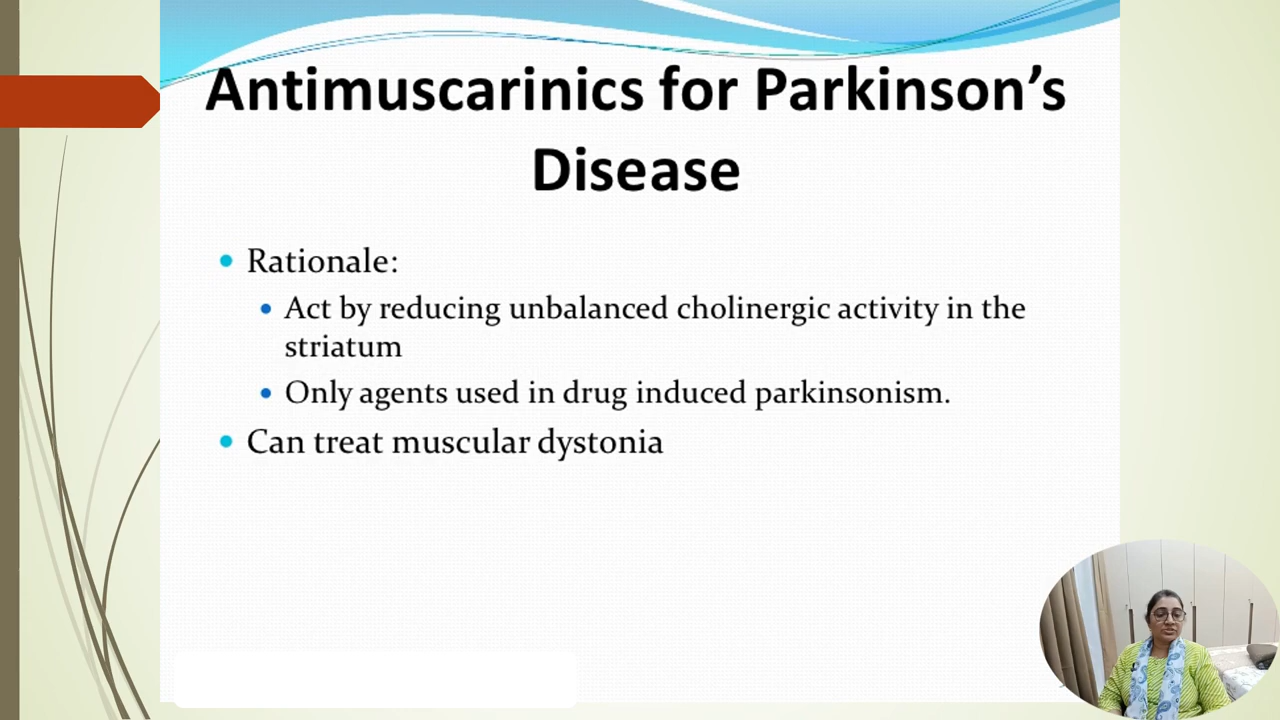 Antimuscarinics for Parkinson’s
Disease
Rationale:
Act by reducing unbalanced cholinergic activity in the
striatum
Only agents used in drug induced parkinsonism.
Can treat muscular dystonia